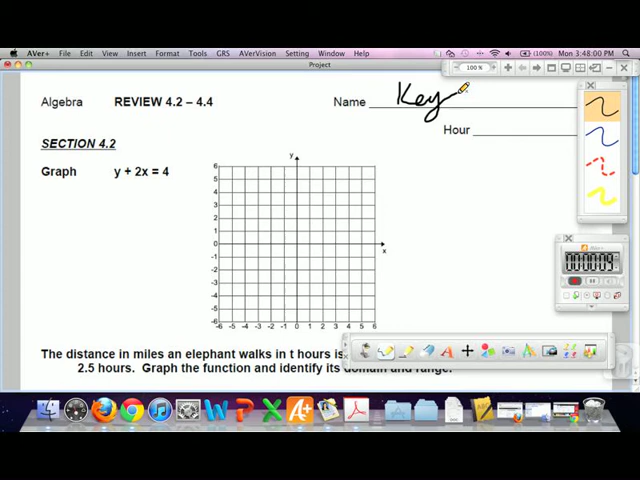 AVer+ File Edit View Insert Format Tools GRS AVerVision Setting Window Help (100%) M 3:48:00 PM
Project
100 %
Algebra REVIEW 4.2 – 4.4 Name Key
Hour
SECTION 4.2
Graph y + 2x = 4
y
6
5
4
3
2
1
0
x
-1
-2
-3
-4
-5
-6
-6 -5 -4 -3 -2 -1 0 1 2 3 4 5 6
00:00:09
The distance in miles an elephant walks in t hours is
2.5 hours. Graph the function and identify its domain and range.